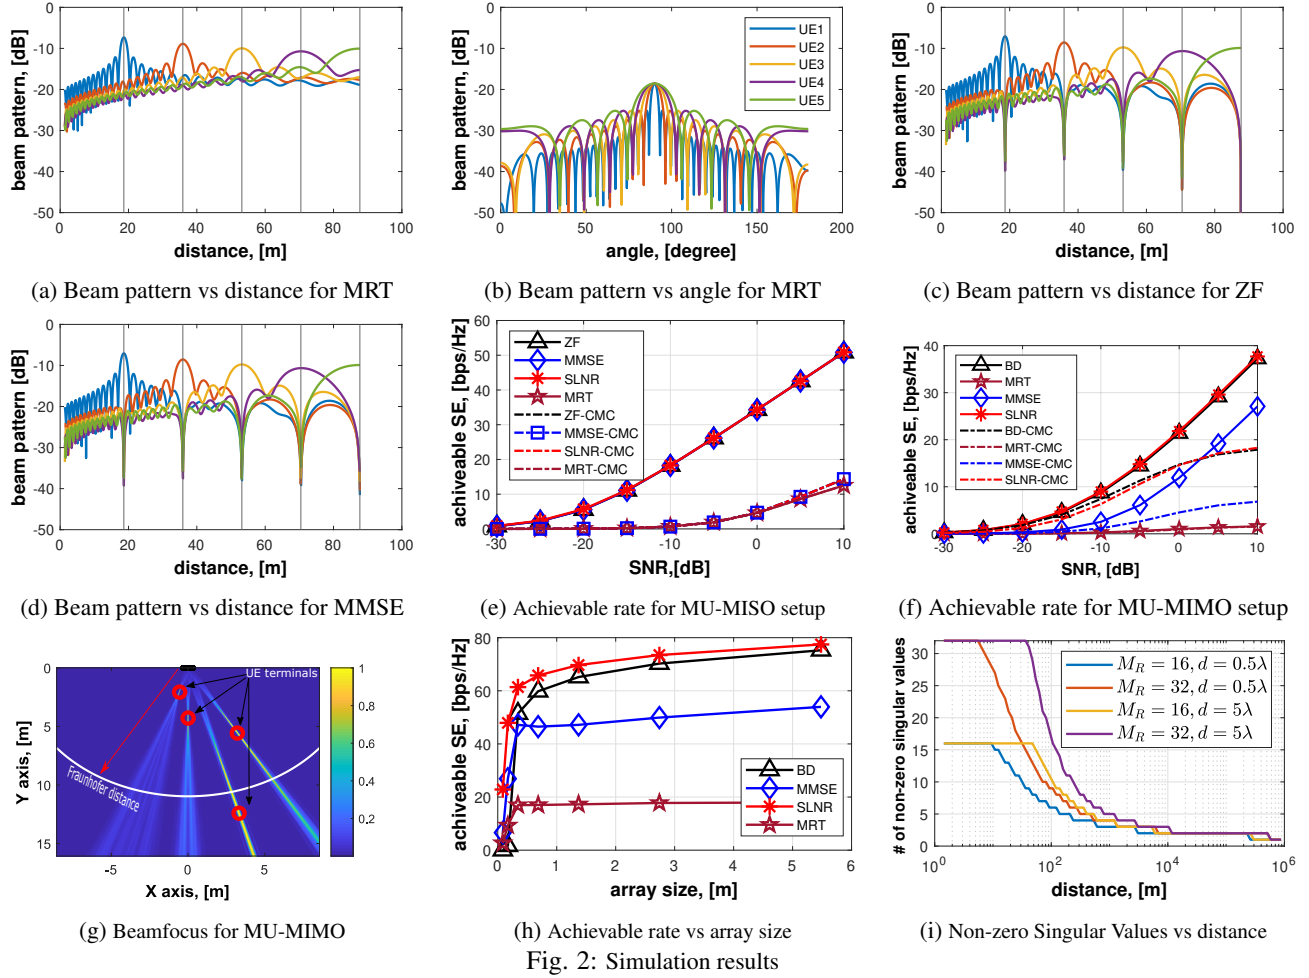 beam pattern, [dB]
0
-10
-20
-30
-40
-50
0 20 40 60 80 100
distance, [m]
(a) Beam pattern vs distance for MRT
beam pattern, [dB]
0
-10
-20
-30
-40
-50
0 50 100 150 200
angle, [degree]
UE1
UE2
UE3
UE4
UE5
(b) Beam pattern vs angle for MRT
beam pattern, [dB]
0
-10
-20
-30
-40
-50
0 20 40 60 80 100
distance, [m]
(c) Beam pattern vs distance for ZF
beam pattern [dB]
0
-10
-20
-30
-40
-50
0 20 40 60 80 100
distance, [m]
(d) Beam pattern vs distance for MMSE
achiveable SE, [bps/Hz]
60
50
40
30
20
10
0
-30 -20 -10 0 10
SNR,[dB]
ZF
MMSE
SLNR
MRT
ZF-CMC
MMSE-CMC
SLNR-CMC
MRT-CMC
(e) Achievable rate for MU-MISO setup
achieable SE, [bps/Hz]
40
30
20
10
0
-30 -20 -10 0 10
SNR, [dB]
BD
MRT
MMSE
SLNR
BD-CMC
MRT-CMC
MMSE-CMC
SLNR-CMC
(f) Achievable rate for MU-MIMO setup
Y axis, [m]
0
5
10
15
-5 0 5
X axis, [m]
UE terminals
Fraunhofer distance
1
0.8
0.6
0.4
0.2
(g) Beamfocus for MU-MIMO
achiveable SE, [bps/Hz]
80
60
40
20
0
0 1 2 3 4 5 6
array size, [m]
BD
MMSE
SLNR
MRT
(h) Achievable rate vs array size
# of non-zero singular values
30
25
20
15
10
5
0
10^0 10^2 10^4 10^6
distance, [m]
M_R = 16, d = 0.5λ
M_R = 32, d = 0.5λ
M_R = 16, d = 5λ
M_R = 32, d = 5λ
(i) Non-zero Singular Values vs distance
Fig. 2: Simulation results